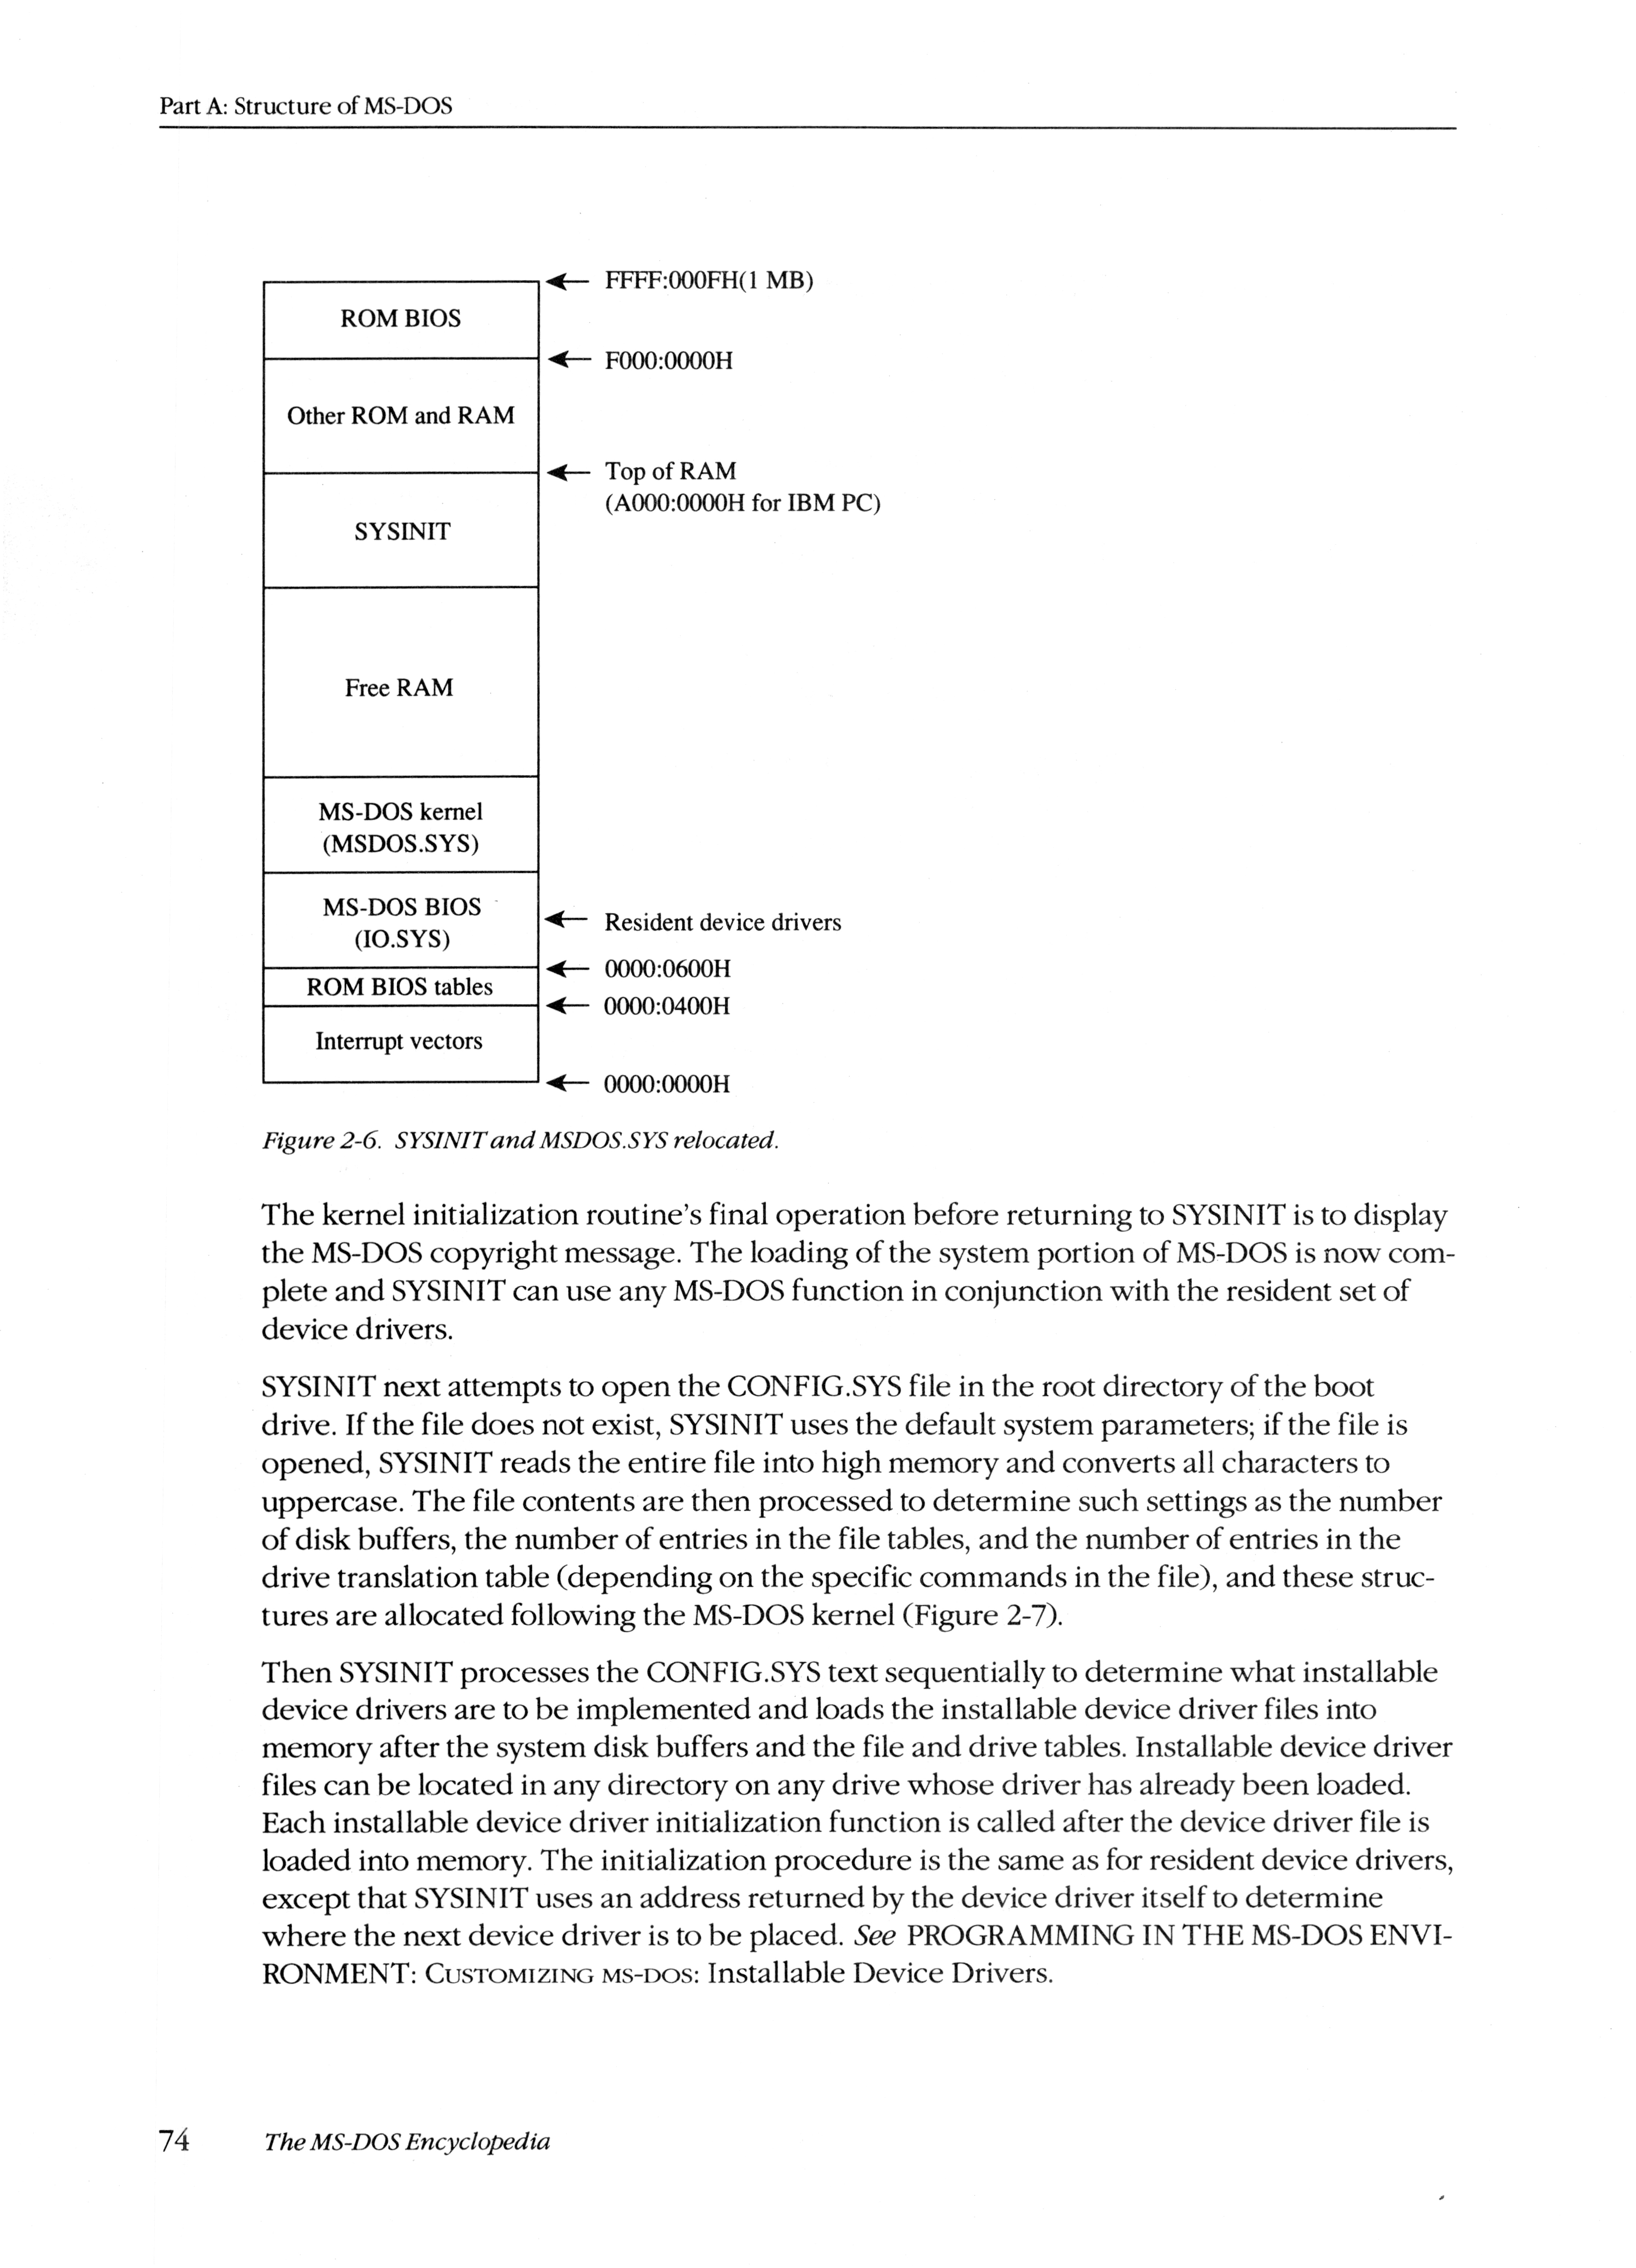 Part A: Structure of MS-DOS
FFFF:000FH(1 MB)
ROM BIOS
F000:0000H
Other ROM and RAM
Top of RAM
(A000:0000H for IBM PC)
SYSINIT
Free RAM
MS-DOS kernel
(MSDOS.SYS)
MS-DOS BIOS
(IO.SYS)
Resident device drivers
0000:0600H
ROM BIOS tables
0000:0400H
Interrupt vectors
0000:0000H
Figure 2-6. SYSINIT and MSDOS.SYS relocated.
The kernel initialization routine's final operation before returning to SYSINIT is to display
the MS-DOS copyright message. The loading of the system portion of MS-DOS is now com-
plete and SYSINIT can use any MS-DOS function in conjunction with the resident set of
device drivers.
SYSINIT next attempts to open the CONFIG.SYS file in the root directory of the boot
drive. If the file does not exist, SYSINIT uses the default system parameters; if the file is
opened, SYSINIT reads the entire file into high memory and converts all characters to
uppercase. The file contents are then processed to determine such settings as the number
of disk buffers, the number of entries in the file tables, and the number of entries in the
drive translation table (depending on the specific commands in the file), and these struc-
tures are allocated following the MS-DOS kernel (Figure 2-7).
Then SYSINIT processes the CONFIG.SYS text sequentially to determine what installable
device drivers are to be implemented and loads the installable device driver files into
memory after the system disk buffers and the file and drive tables. Installable device driver
files can be located in any directory on any drive whose driver has already been loaded.
Each installable device driver initialization function is called after the device driver file is
loaded into memory. The initialization procedure is the same as for resident device drivers,
except that SYSINIT uses an address returned by the device driver itself to determine
where the next device driver is to be placed. See PROGRAMMING IN THE MS-DOS ENVI-
RONMENT: CUSTOMIZING MS-DOS: Installable Device Drivers.
74 The MS-DOS Encyclopedia